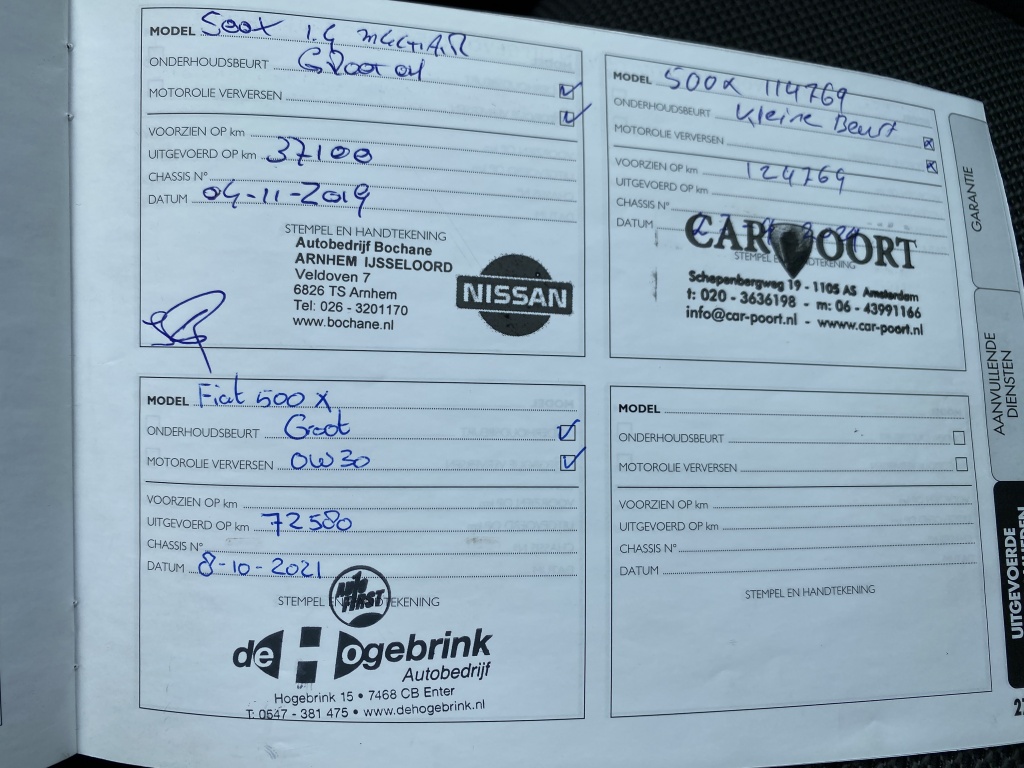 MODEL 500X 1.4 multiAIR
ONDERHOUDSBEURT Groot
MOTOROLIE VERVERSEN
VOORZIEN OP km
UITGEVOERD OP km 37100
CHASSIS N°
DATUM 04-11-2019
STEMPEL EN HANDTEKENING
Autobedrijf Bochane
ARNHEM IJSSELOORD
Veldoven 7
6826 TS Arnhem
Tel: 026 - 3201170
www.bochane.nl
NISSAN
MODEL Fiat 500 X
ONDERHOUDSBEURT Groot
MOTOROLIE VERVERSEN 0W30
VOORZIEN OP km
UITGEVOERD OP km 72580
CHASSIS N°
DATUM 8-10-2021
STEMPEL EN HANDTEKENING
FIRST
de Hogebrink
Autobedrijf
Hogebrink 15 • 7468 CB Enter
T: 0547 - 381 475 • www.dehogebrink.nl
MODEL 500X 114769
ONDERHOUDSBEURT Kleine Beurt
MOTOROLIE VERVERSEN
VOORZIEN OP km 124769
UITGEVOERD OP km
CHASSIS N°
DATUM
STEMPEL EN HANDTEKENING
CAR POORT
Schepenbergweg 19 - 1105 AS Amsterdam
t: 020 - 3636198 - m: 06 - 43991166
info@car-poort.nl - www.car-poort.nl
MODEL
ONDERHOUDSBEURT
MOTOROLIE VERVERSEN
VOORZIEN OP km
UITGEVOERD OP km
CHASSIS N°
DATUM
STEMPEL EN HANDTEKENING
GARANTIE
AANVULLENDE
DIENSTEN
UITGEVOERDE